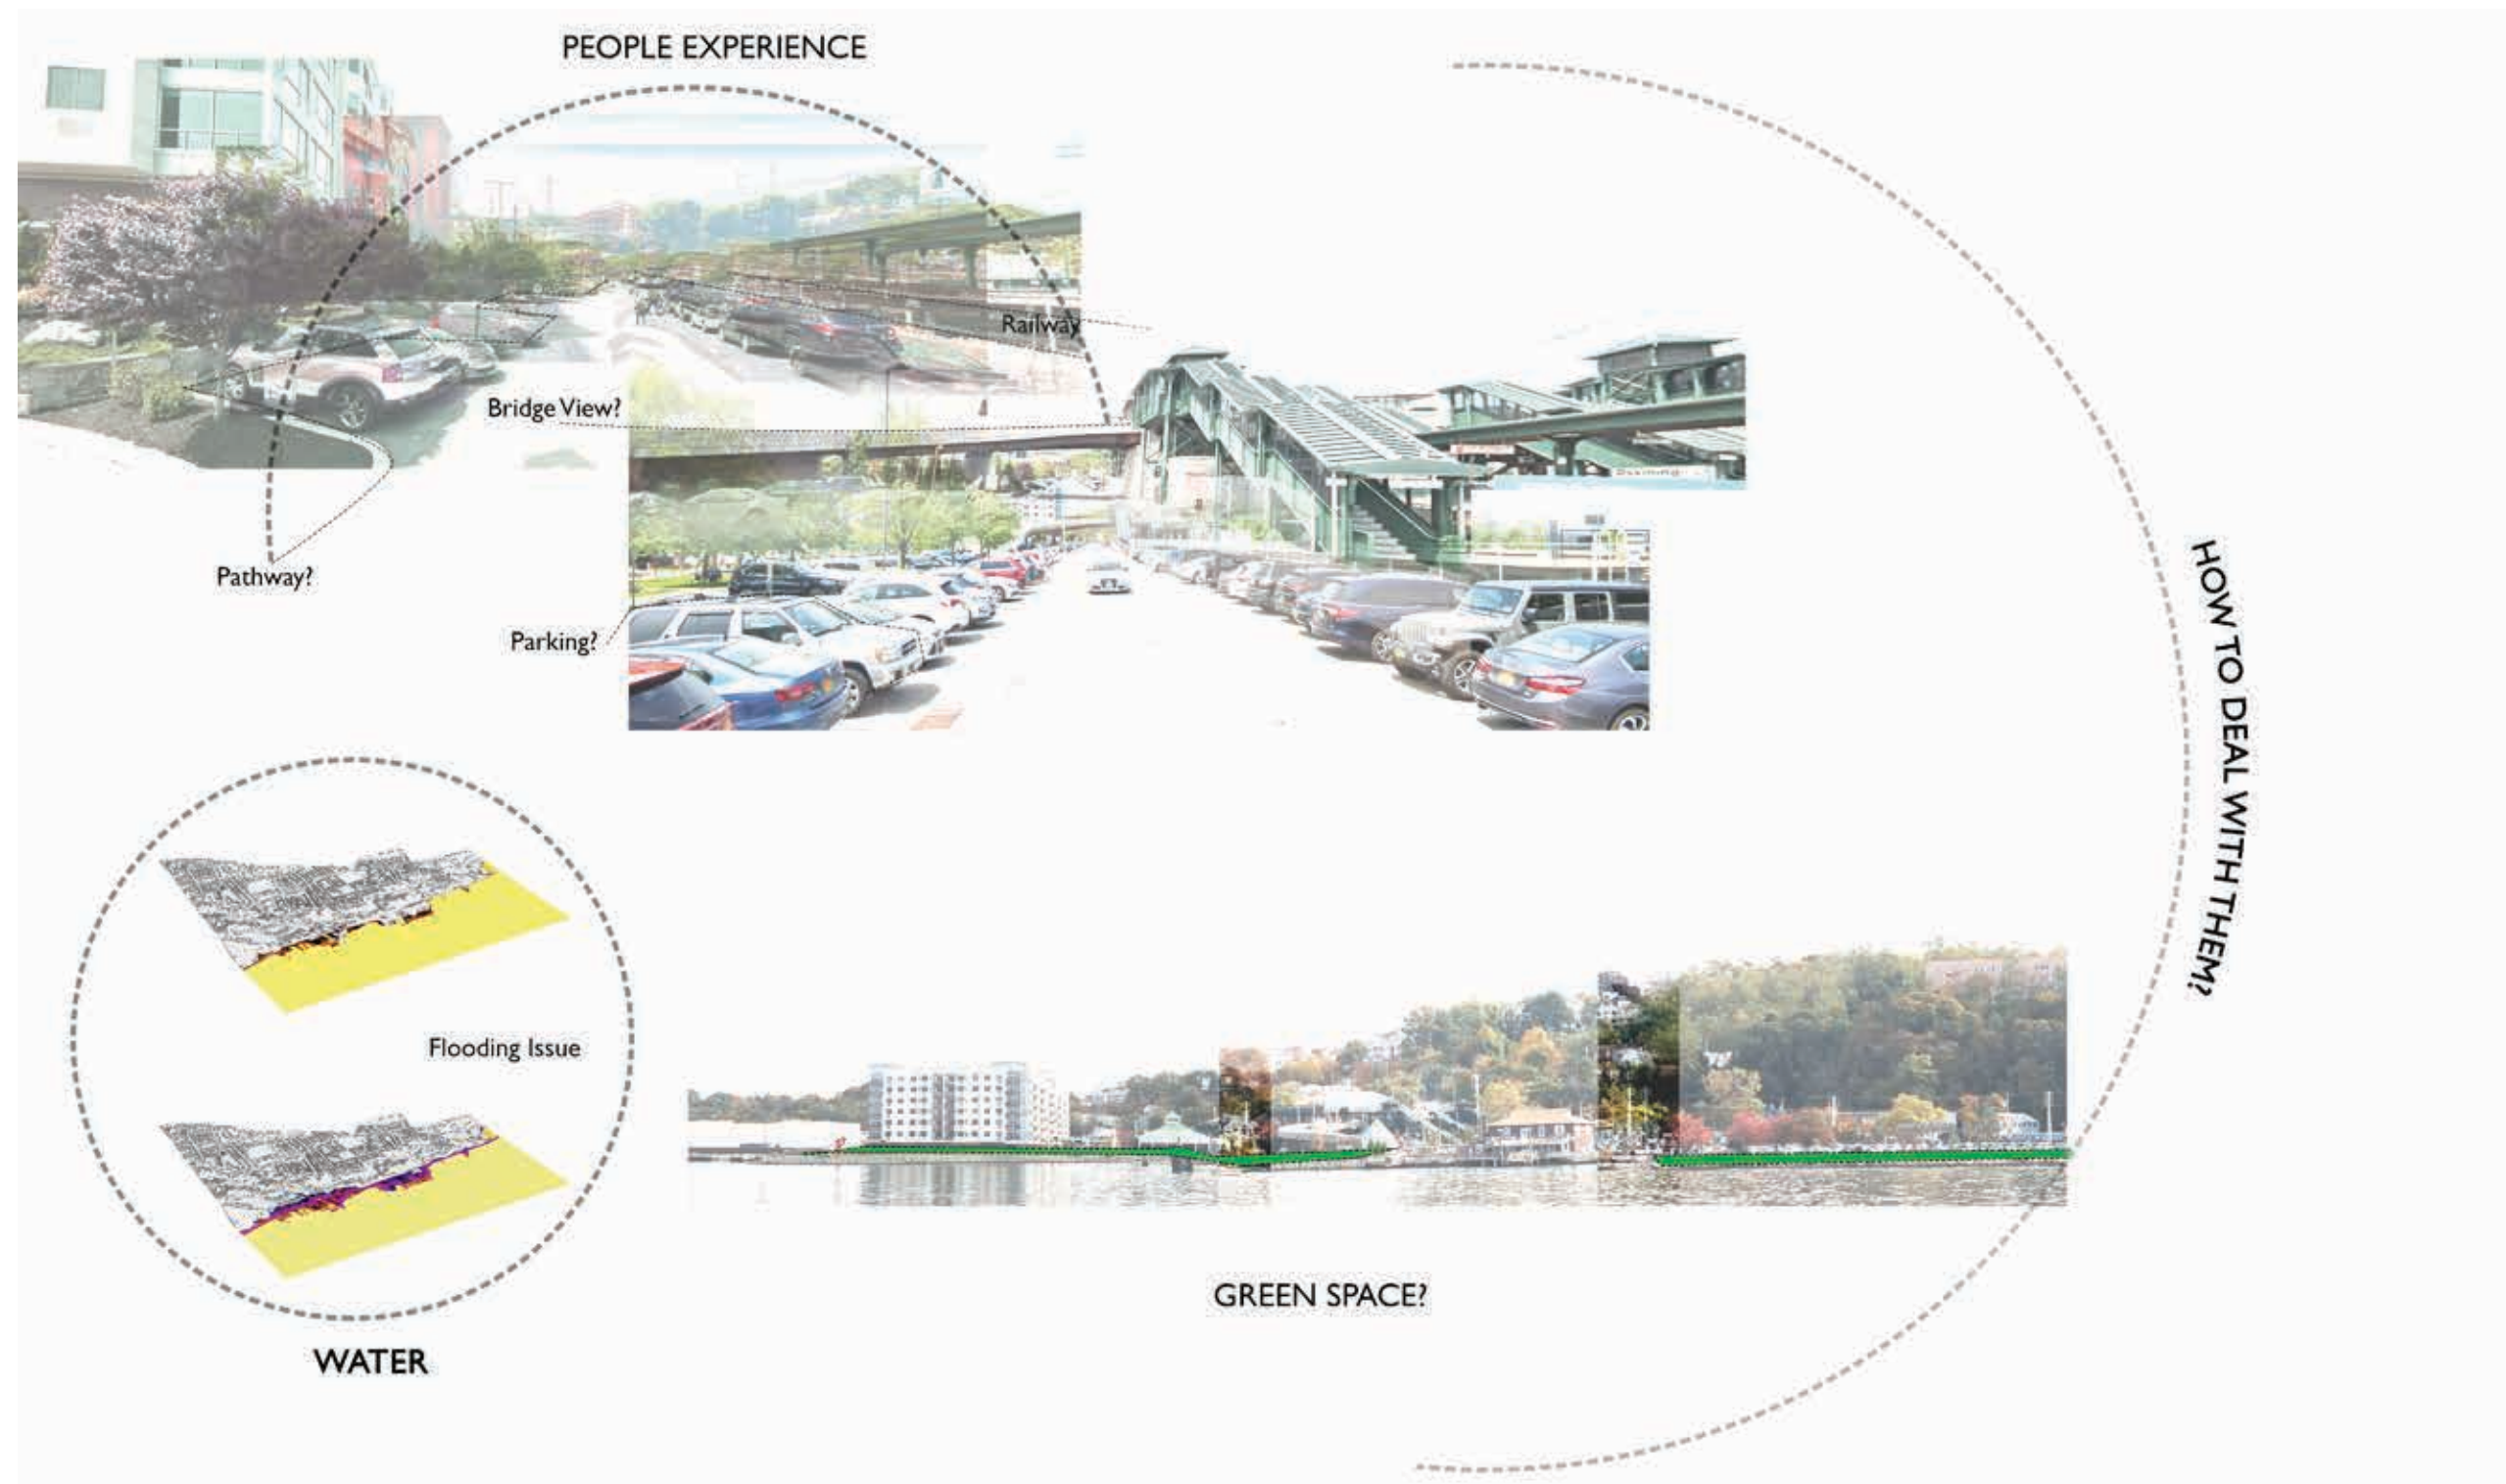 PEOPLE EXPERIENCE
Railway
Bridge View?
Pathway?
Parking?
HOW TO DEAL WITH THEM?
Flooding Issue
GREEN SPACE?
WATER